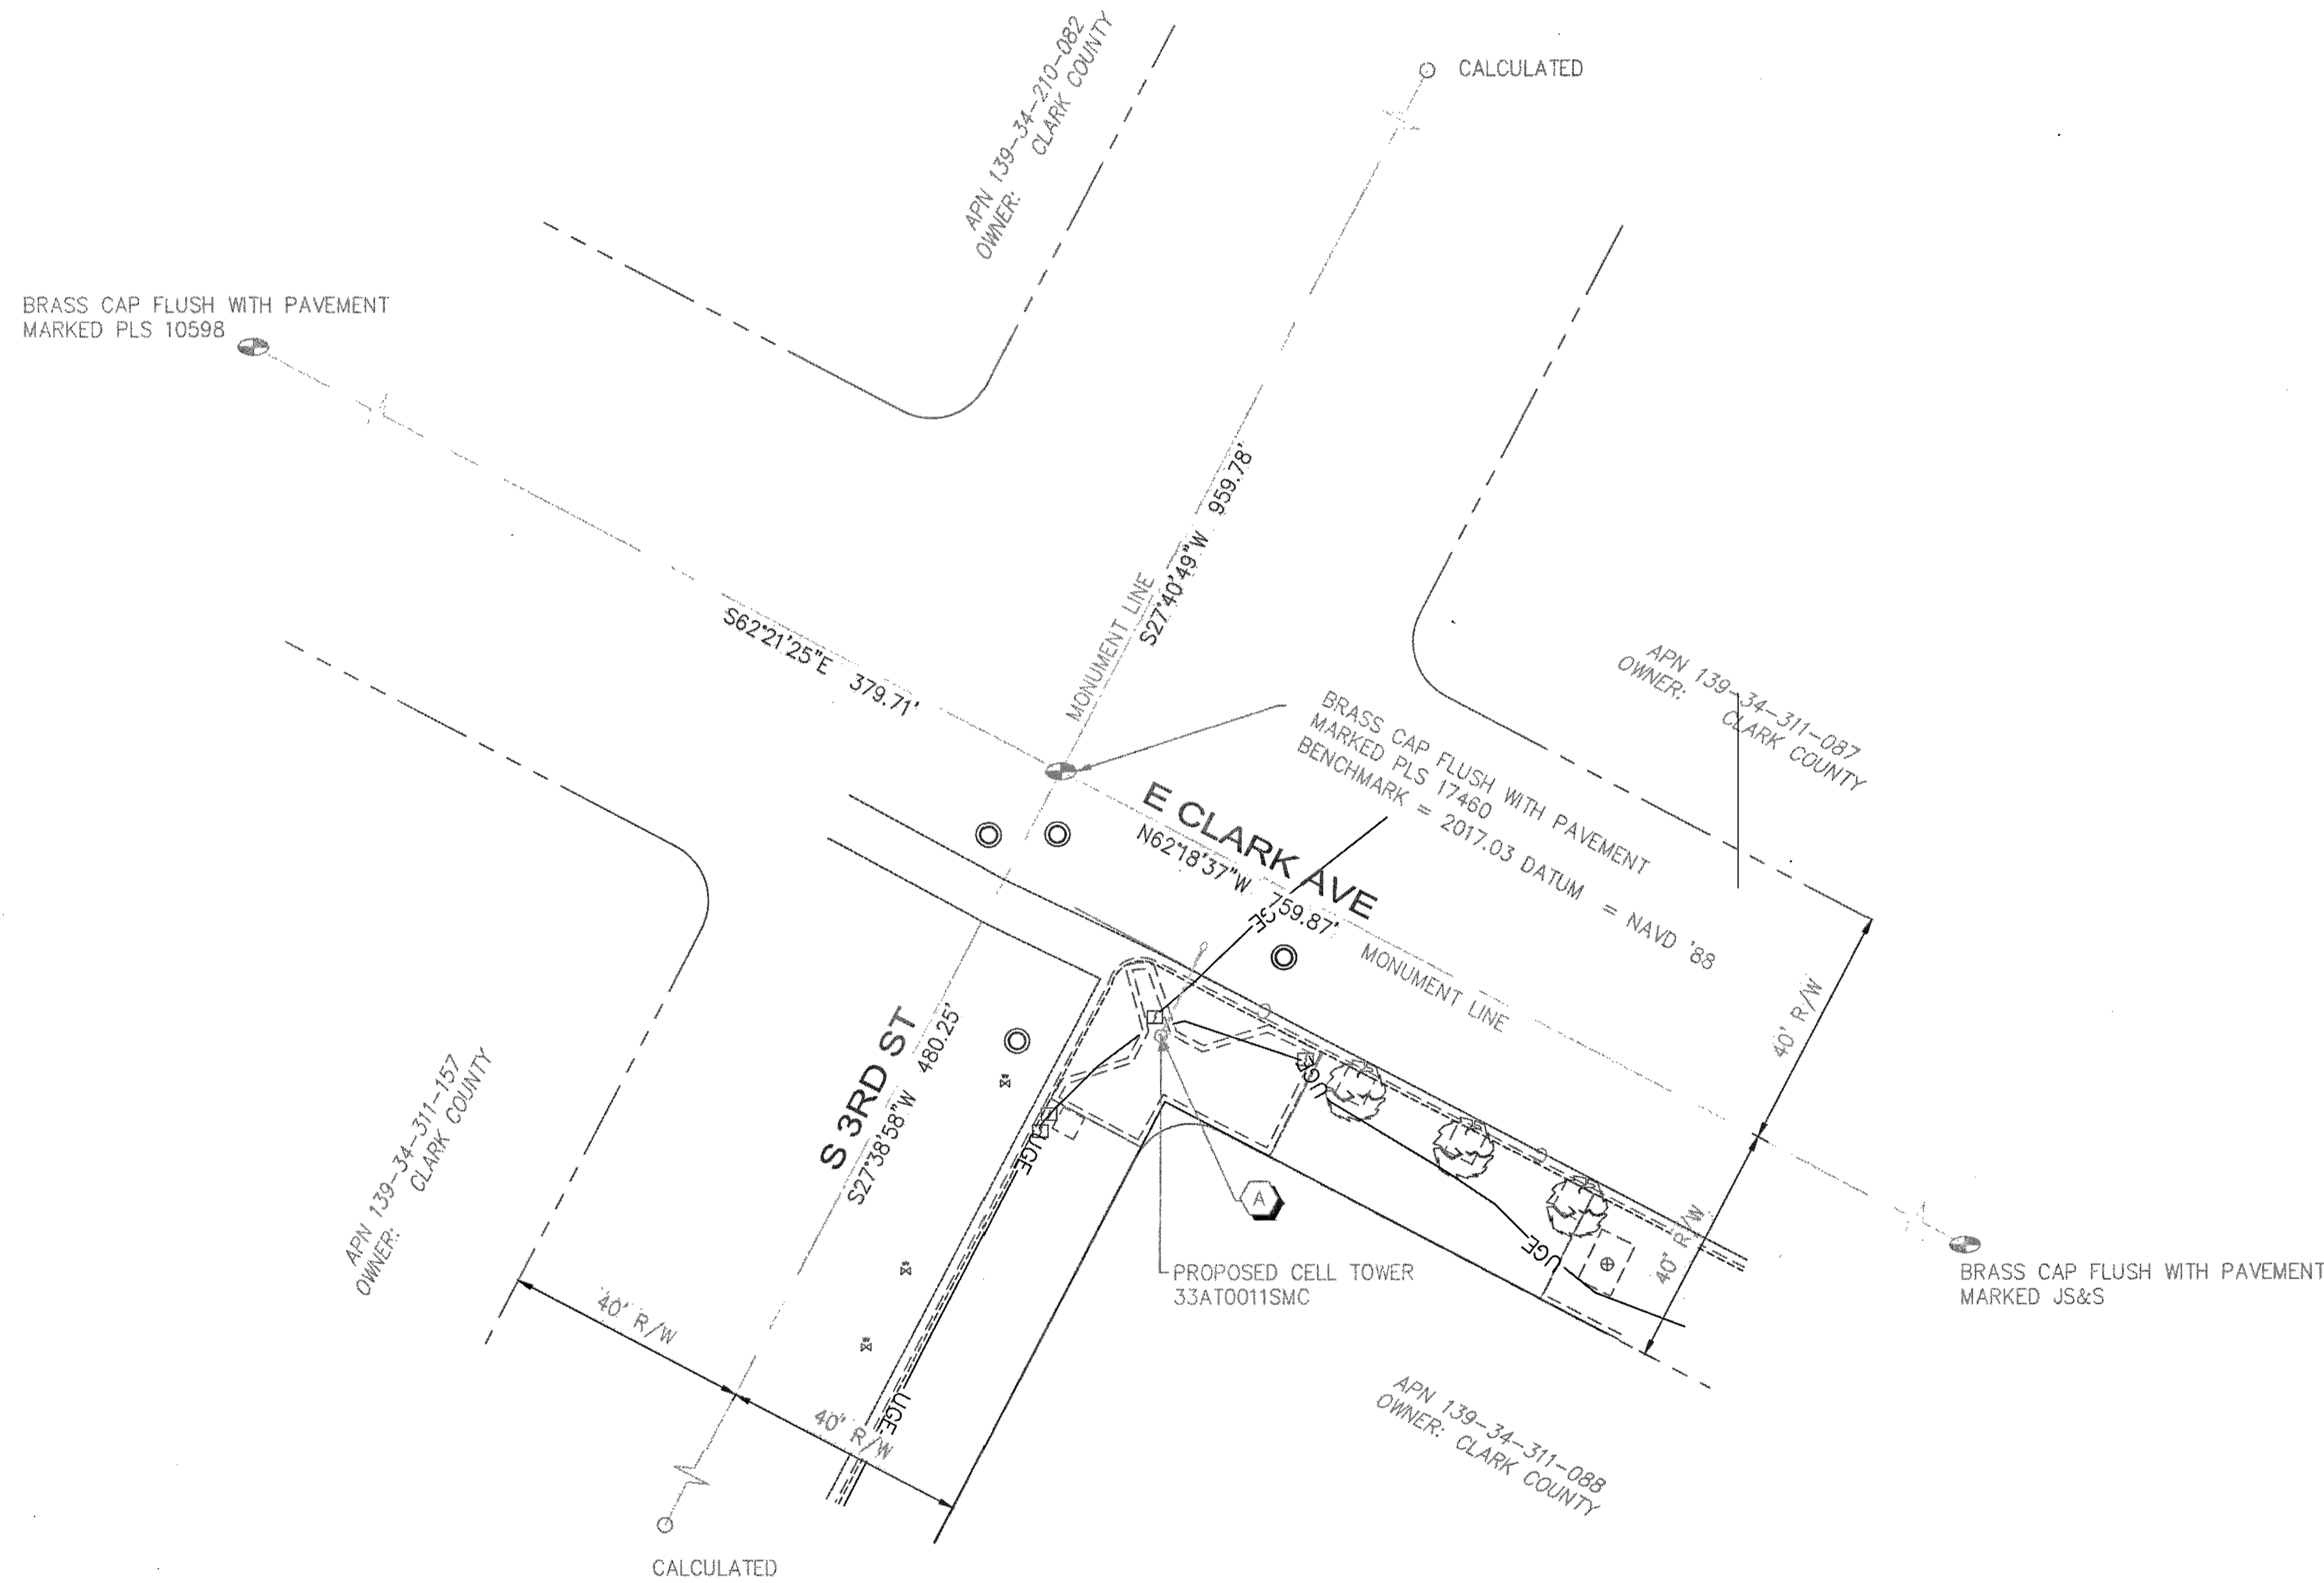 APN 139-34-210-082
OWNER: CLARK COUNTY
CALCULATED
BRASS CAP FLUSH WITH PAVEMENT
MARKED PLS 10598
S27°40'49"W 959.78'
MONUMENT LINE
S62°21'25"E 379.71'
APN 139-34-311-087
OWNER: CLARK COUNTY
BRASS CAP FLUSH WITH PAVEMENT
MARKED PLS 17460
BENCHMARK = 2017.03 DATUM = NAVD '88
E CLARK AVE
N62°18'37"W 759.87'
MONUMENT LINE
UGE
40' R/W
S 3RD ST
S27°38'58"W 480.25'
APN 139-34-311-157
OWNER: CLARK COUNTY
UGE
UGE
A
UGE
40' R/W
PROPOSED CELL TOWER
33AT0011SMC
BRASS CAP FLUSH WITH PAVEMENT
MARKED JS&S
40' R/W
40' R/W
UGE
APN 139-34-311-088
OWNER: CLARK COUNTY
CALCULATED